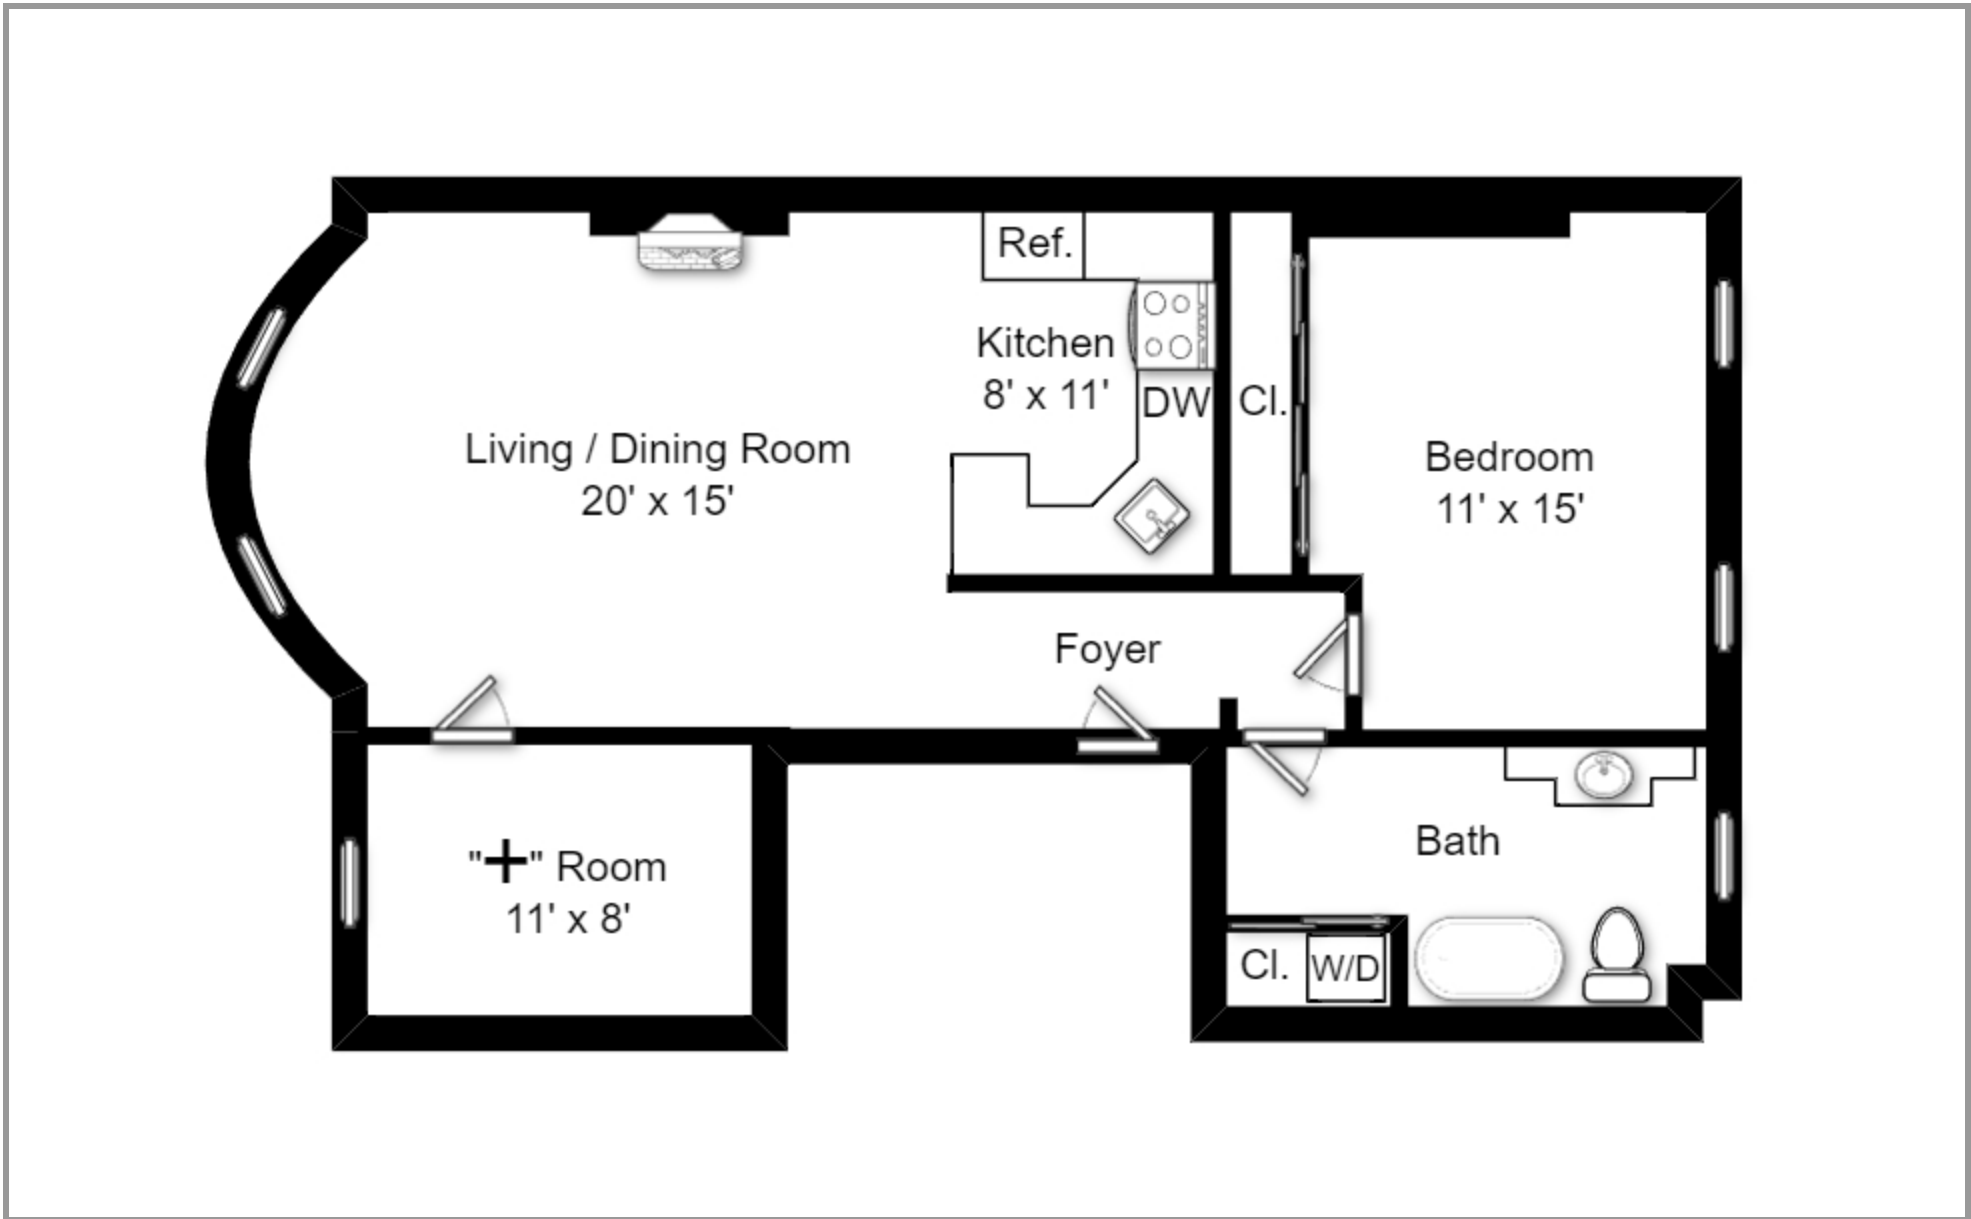 Ref.
Kitchen
8' x 11'
DW
Cl.
Living / Dining Room
20' x 15'
Bedroom
11' x 15'
Foyer
"+" Room
11' x 8'
Bath
Cl.
W/D